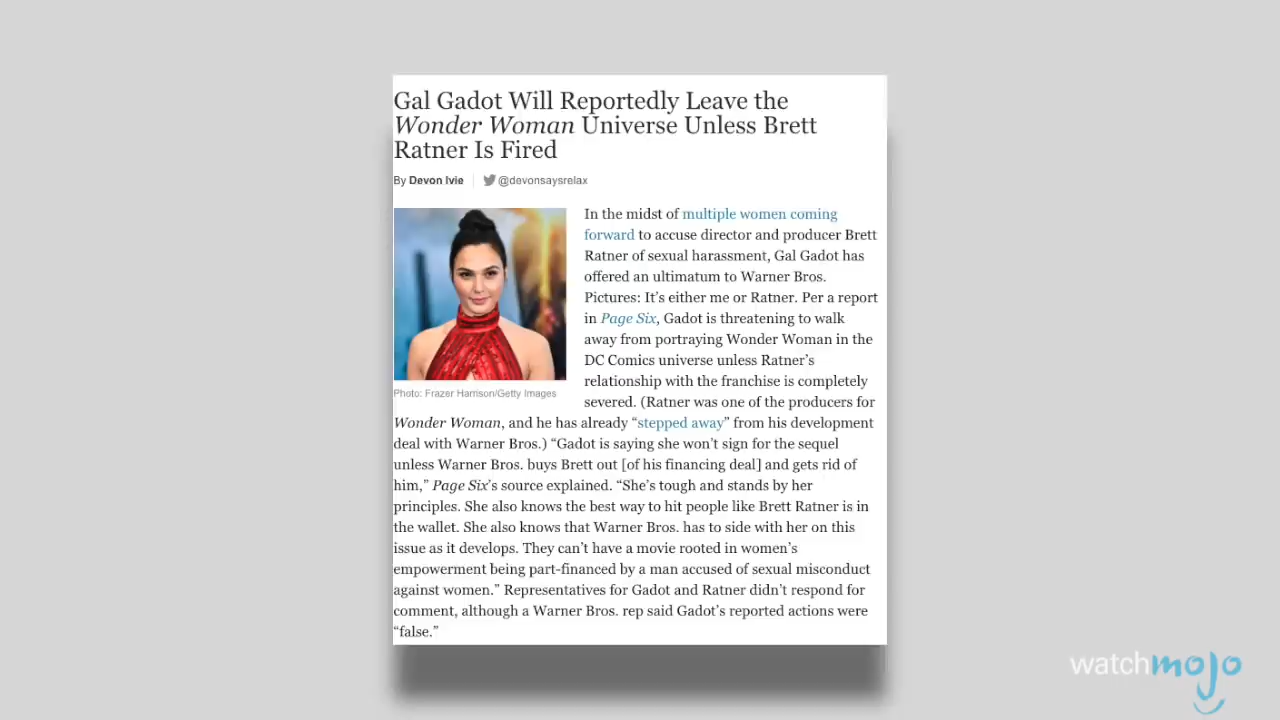 Gal Gadot Will Reportedly Leave the
Wonder Woman Universe Unless Brett
Ratner Is Fired
By Devon Ivie @devonsaysrelax
In the midst of multiple women coming
forward to accuse director and producer Brett
Ratner of sexual harassment, Gal Gadot has
offered an ultimatum to Warner Bros.
Pictures: It’s either me or Ratner. Per a report
in Page Six, Gadot is threatening to walk
away from portraying Wonder Woman in the
DC Comics universe unless Ratner’s
relationship with the franchise is completely
severed. (Ratner was one of the producers for
Photo: Frazer Harrison/Getty Images
Wonder Woman, and he has already “stepped away” from his development
deal with Warner Bros.) “Gadot is saying she won’t sign for the sequel
unless Warner Bros. buys Brett out [of his financing deal] and gets rid of
him,” Page Six’s source explained. “She’s tough and stands by her
principles. She also knows the best way to hit people like Brett Ratner is in
the wallet. She also knows that Warner Bros. has to side with her on this
issue as it develops. They can’t have a movie rooted in women’s
empowerment being part-financed by a man accused of sexual misconduct
against women.” Representatives for Gadot and Ratner didn’t respond for
comment, although a Warner Bros. rep said Gadot’s reported actions were
“false.”
watchmojo